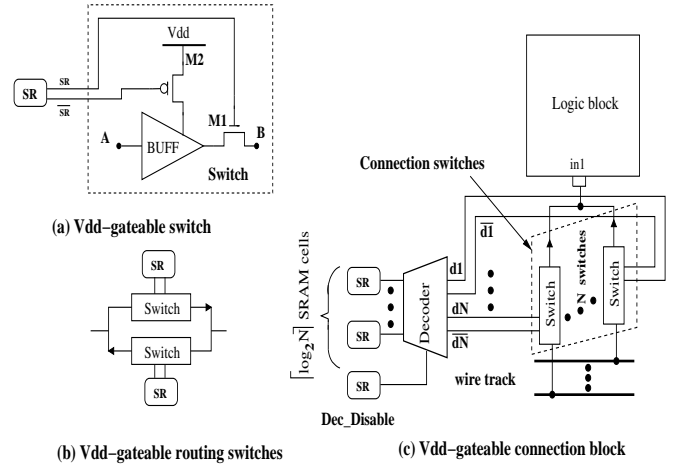 Vdd
M2
SR
SR
SR
M1
A
B
BUFF
Switch
(a) Vdd−gateable switch
SR
Switch
Switch
SR
(b) Vdd−gateable routing switches
Logic block
in1
Connection switches
d1
d1
dN
dN
SR
SR
SR
⌈log2N⌉ SRAM cells
Decoder
Switch
N switches
Switch
wire track
Dec_Disable
(c) Vdd−gateable connection block